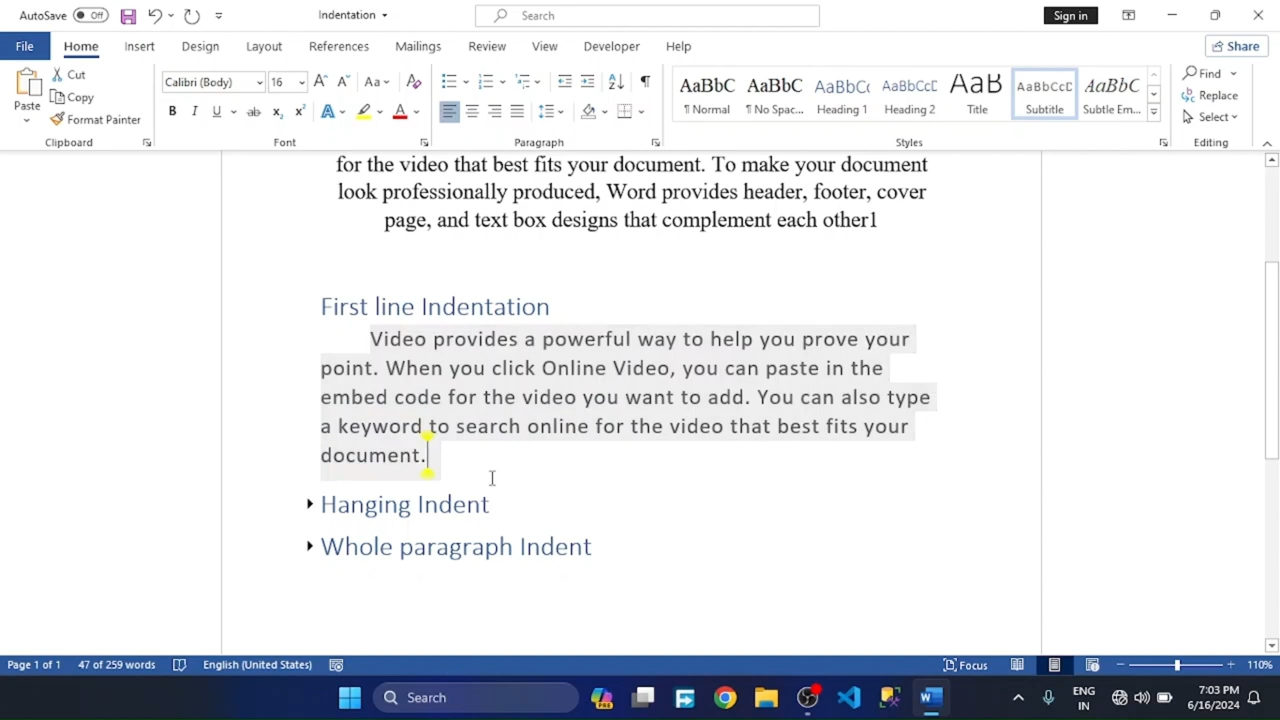 AutoSave Off Indentation Search Sign in
File Home Insert Design Layout References Mailings Review View Developer Help Share
Paste Cut Calibri (Body) 16 Aa AaBbC AaBbC AaBbCc AaBbCcD AaB AaBbCcD AaBbC Find
Copy ¶ Normal ¶ No Spac... Heading 1 Heading 2 Title Subtitle Subtle Em... Replace
Format Painter B I U ab x₂ x² A A Select
Clipboard Font Paragraph Styles Editing
for the video that best fits your document. To make your document
look professionally produced, Word provides header, footer, cover
page, and text box designs that complement each other1
First line Indentation
Video provides a powerful way to help you prove your
point. When you click Online Video, you can paste in the
embed code for the video you want to add. You can also type
a keyword to search online for the video that best fits your
document.
Hanging Indent
Whole paragraph Indent
Page 1 of 1 47 of 259 words English (United States) Focus 110%
Search PRE ENG IN 7:03 PM 6/16/2024